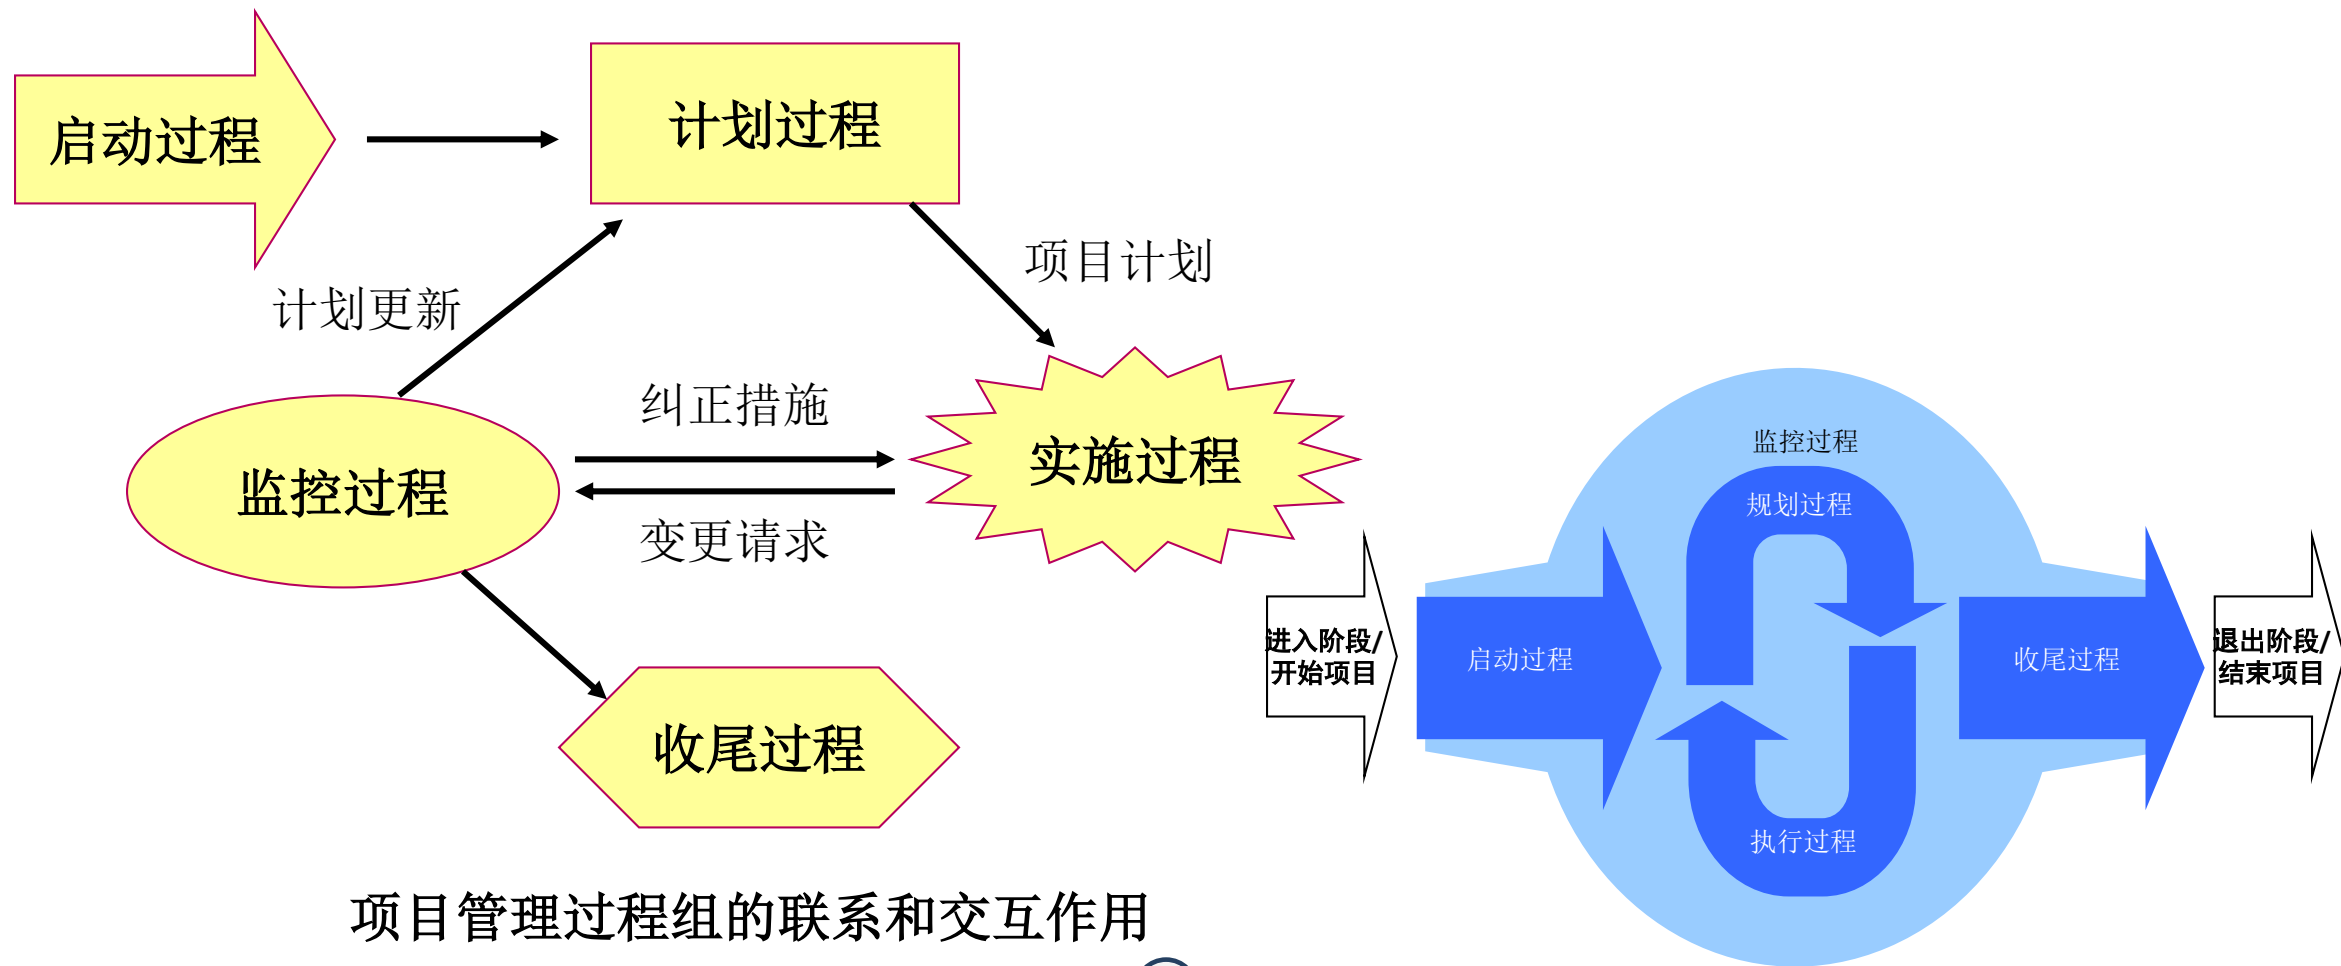 启动过程
计划过程
项目计划
计划更新
纠正措施
监控过程
实施过程
变更请求
收尾过程
项目管理过程组的联系和交互作用
监控过程
规划过程
进入阶段/
开始项目
启动过程
收尾过程
退出阶段/
结束项目
执行过程